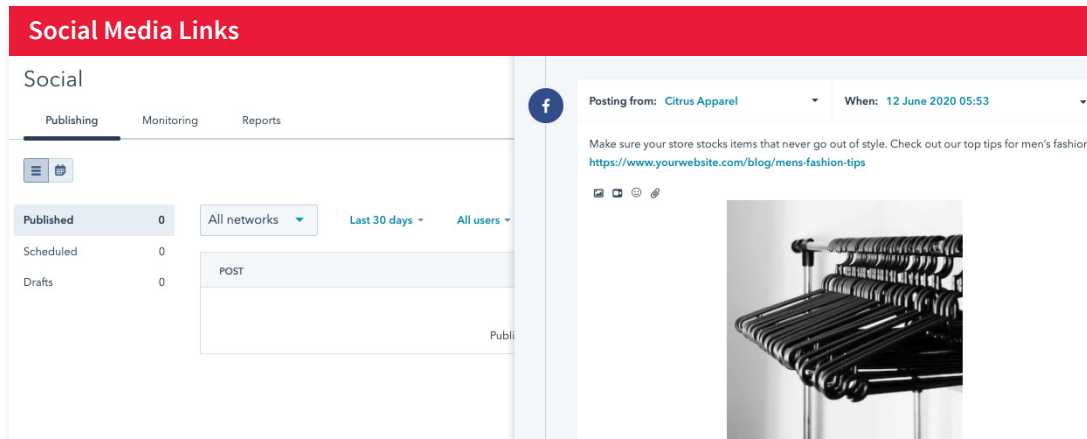 Social Media Links
Social
Publishing Monitoring Reports
Published 0
Scheduled 0
Drafts 0
All networks Last 30 days All users
POST
Publi
f
Posting from: Citrus Apparel When: 12 June 2020 05:53
Make sure your store stocks items that never go out of style. Check out our top tips for men's fashion
https://www.yourwebsite.com/blog/mens-fashion-tips